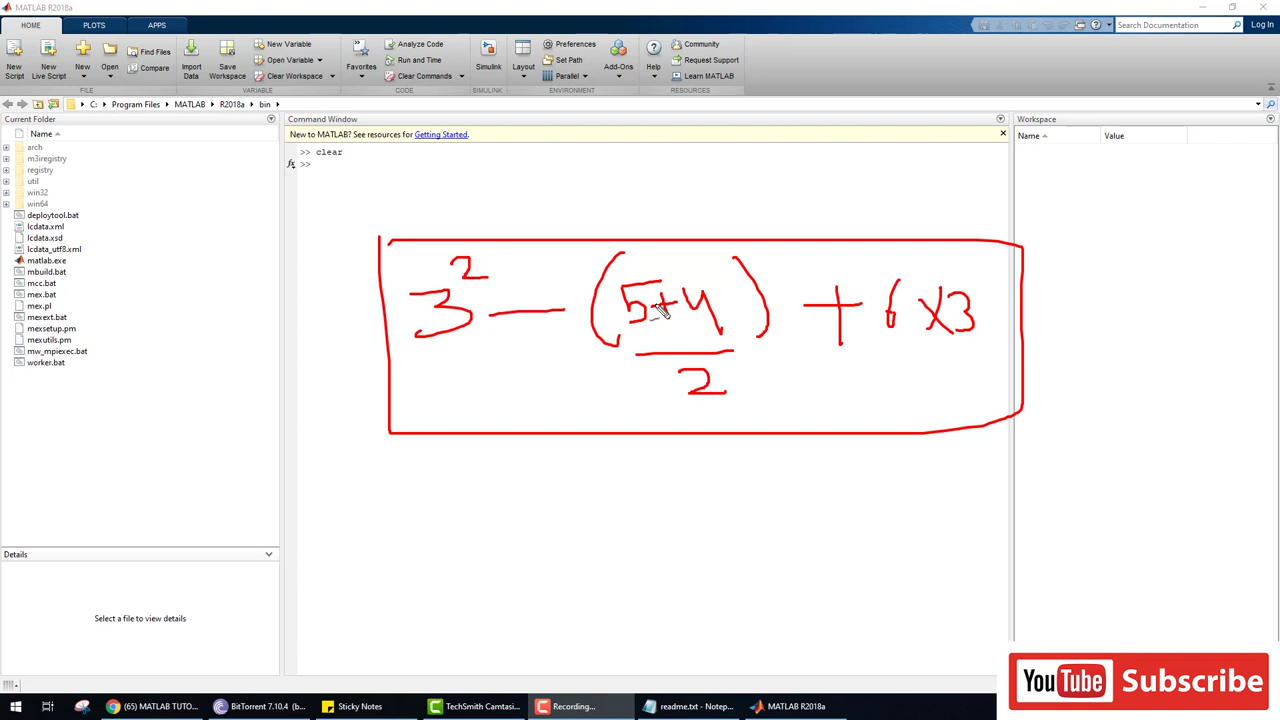 MATLAB R2018a
HOME PLOTS APPS Search Documentation Log In
New Script New Live Script New Open Find Files Compare Import Data Save Workspace New Variable Open Variable Clear Workspace Favorites Analyze Code Run and Time Clear Commands Simulink Layout Preferences Set Path Parallel Add-Ons Help Community Request Support Learn MATLAB
FILE VARIABLE CODE SIMULINK ENVIRONMENT RESOURCES
C: Program Files MATLAB R2018a bin
Current Folder
Name
arch
m3iregistry
registry
util
win32
win64
deploytool.bat
lcdata.xml
lcdata.xsd
lcdata_utf8.xml
matlab.exe
mbuild.bat
mcc.bat
mex.bat
mex.pl
mexext.bat
mexsetup.pm
mexutils.pm
mw_mpiexec.bat
worker.bat
Details
Select a file to view details
Command Window
New to MATLAB? See resources for Getting Started.
>> clear
fx >>
3² — (5+4 / 2) + 6 x 3
Workspace
Name Value
YouTube Subscribe
(65) MATLAB TUTO... BitTorrent 7.10.4 (b... Sticky Notes TechSmith Camtasi... Recording... readme.txt - Notep... MATLAB R2018a